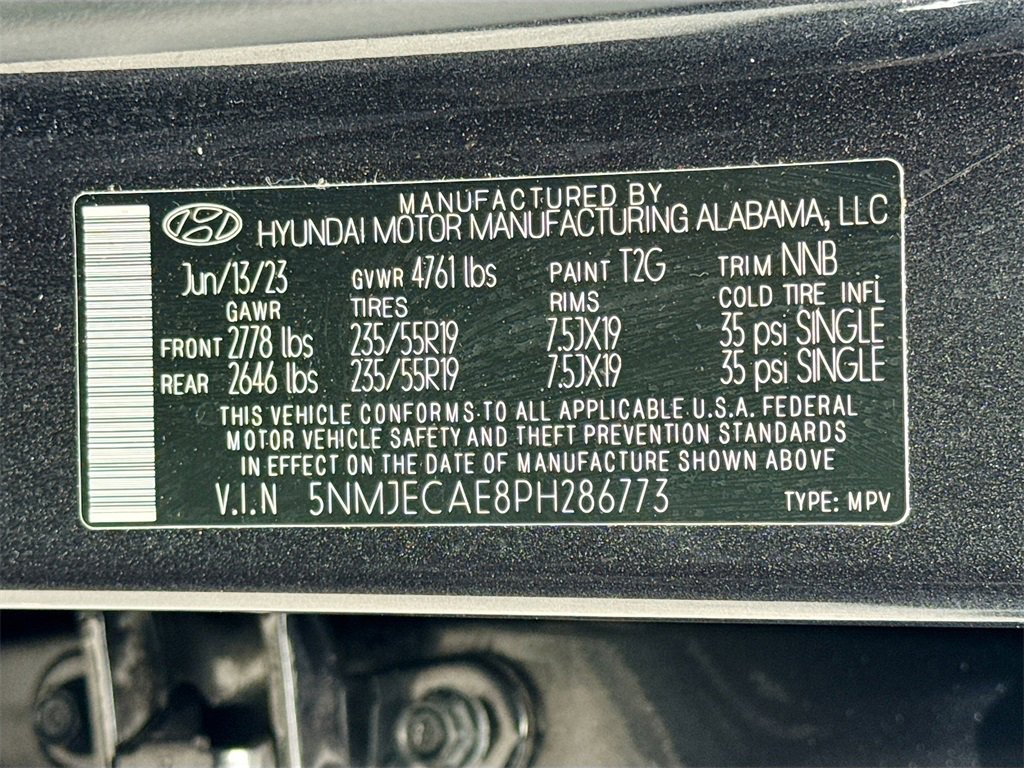 MANUFACTURED BY
HYUNDAI MOTOR MANUFACTURING ALABAMA, LLC
Jun/13/23 GVWR 4761 lbs PAINT T2G TRIM NNB
GAWR TIRES RIMS COLD TIRE INFL
FRONT 2778 lbs 235/55R19 7.5JX19 35 psi SINGLE
REAR 2646 lbs 235/55R19 7.5JX19 35 psi SINGLE
THIS VEHICLE CONFORMS TO ALL APPLICABLE U.S.A. FEDERAL
MOTOR VEHICLE SAFETY AND THEFT PREVENTION STANDARDS
IN EFFECT ON THE DATE OF MANUFACTURE SHOWN ABOVE
V.I.N 5NMJECAE8PH286773 TYPE: MPV